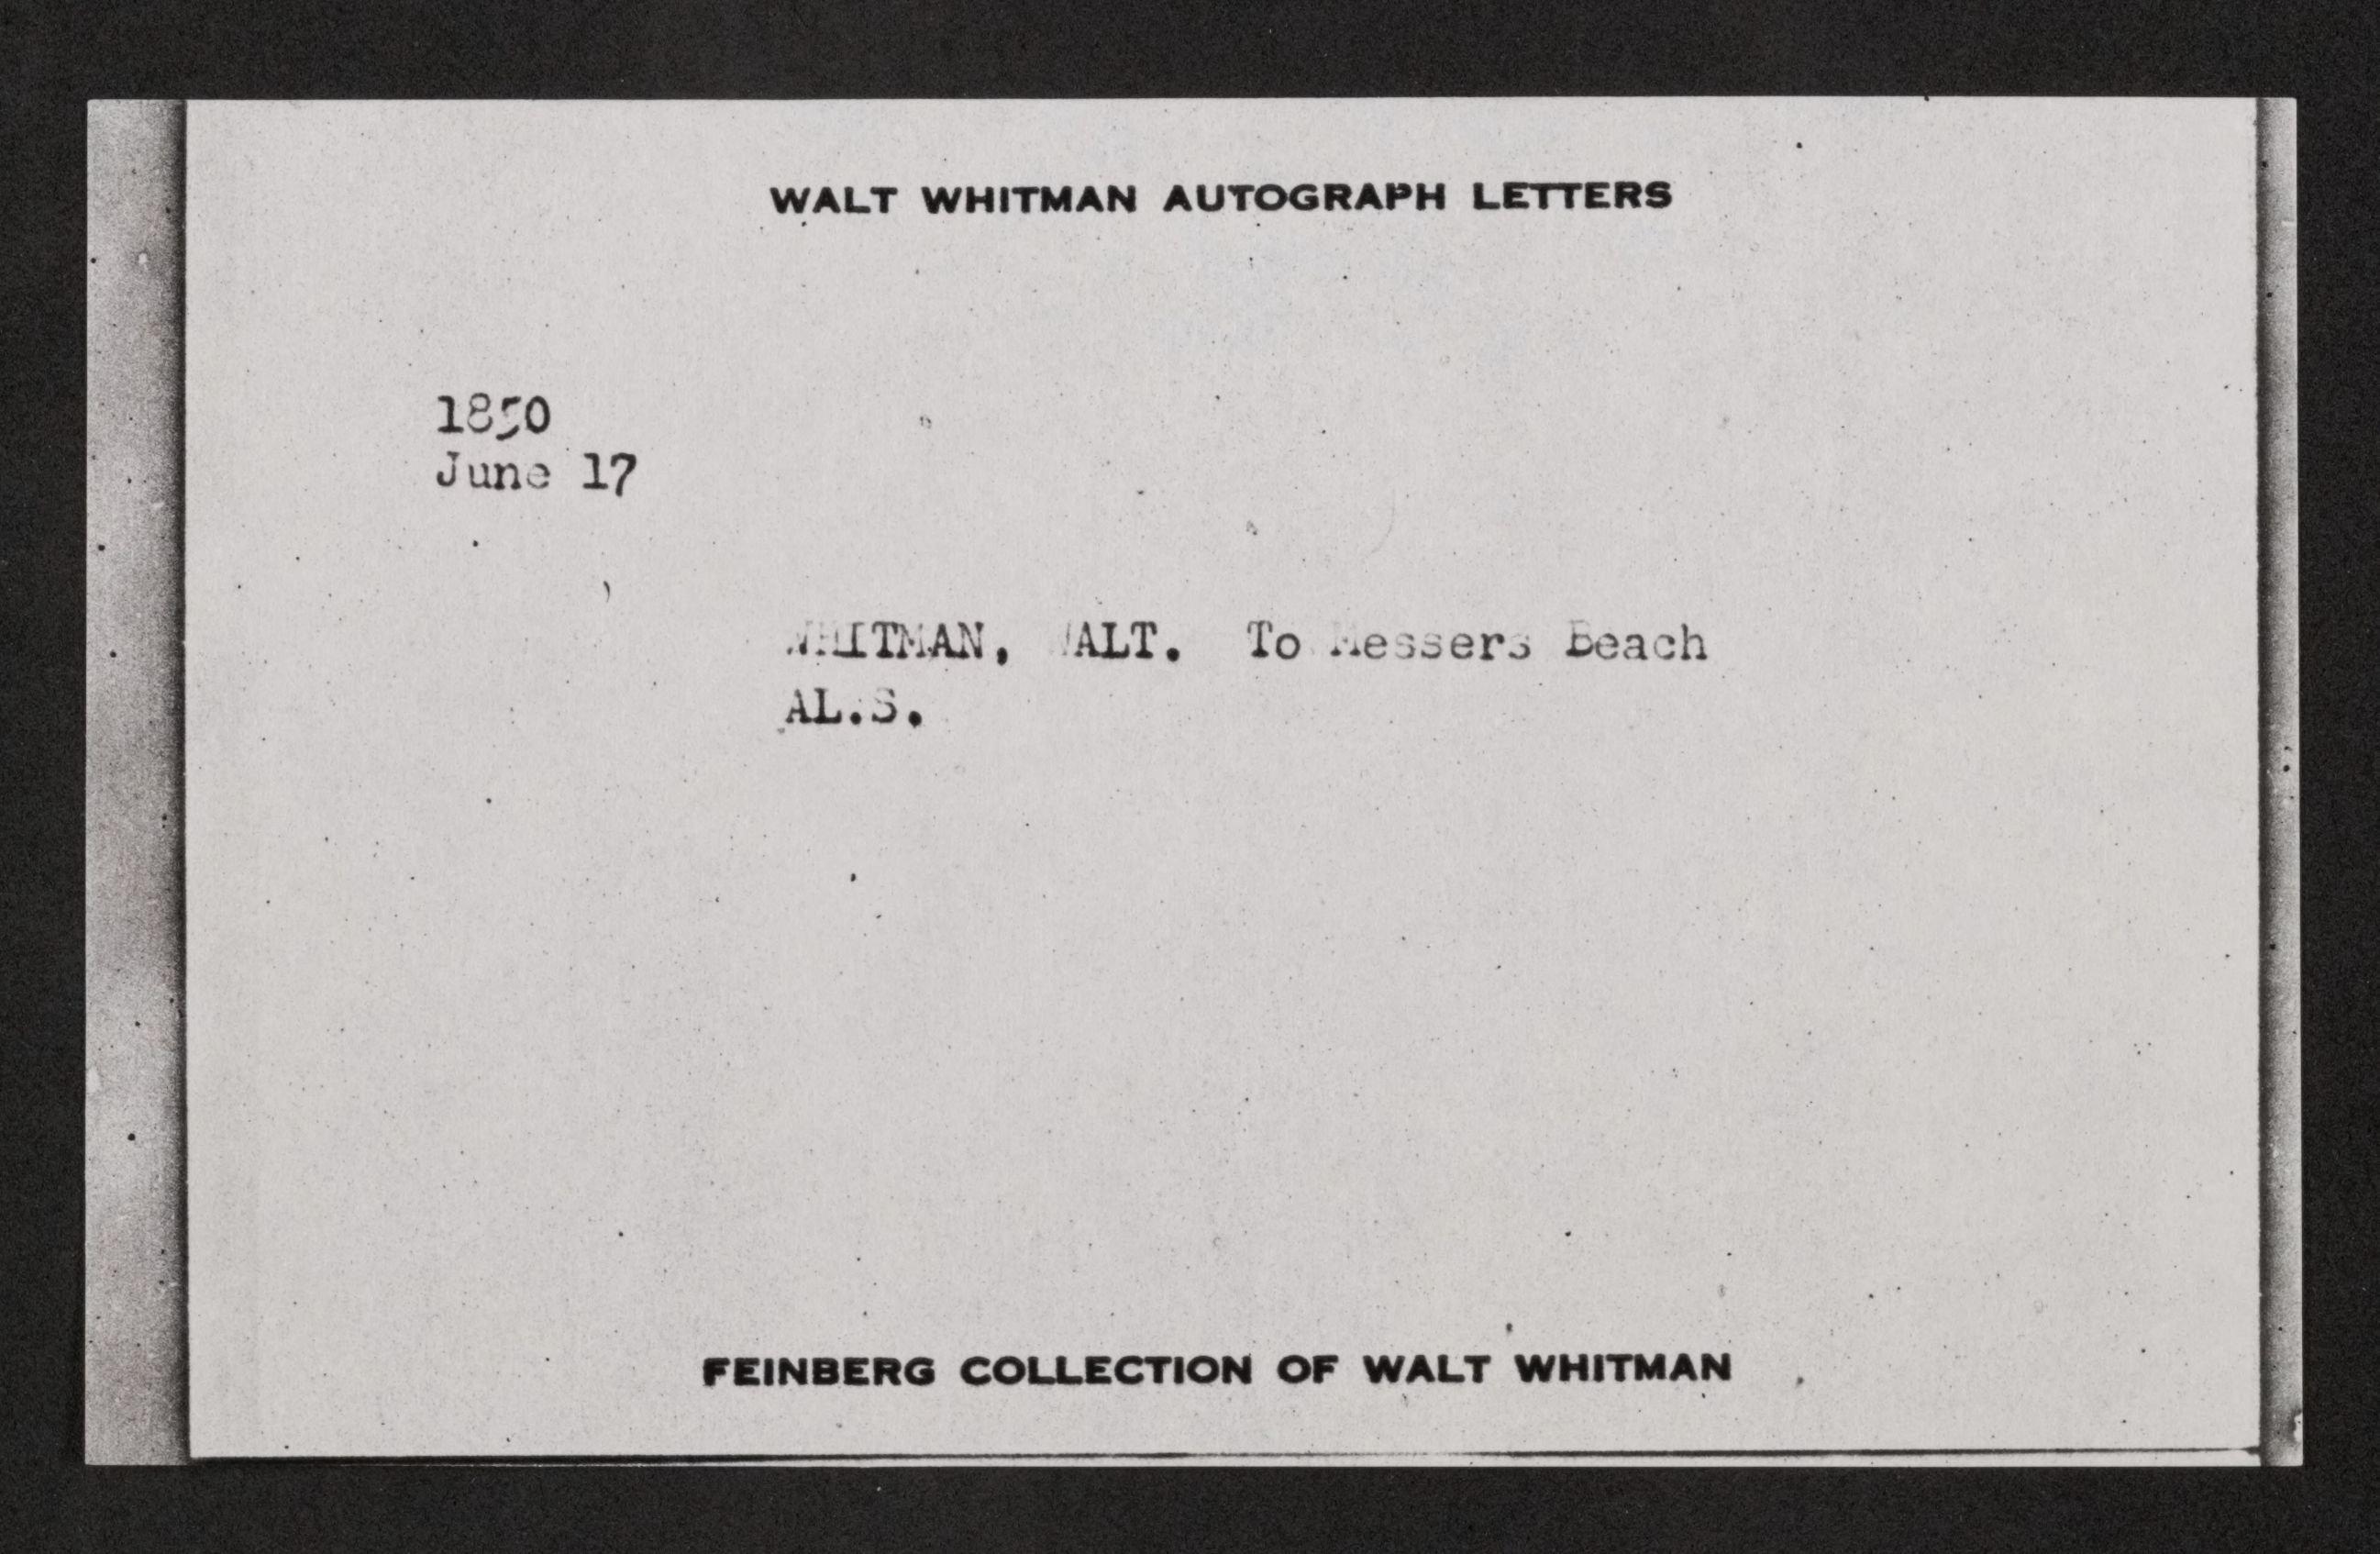 WALT WHITMAN AUTOGRAPH LETTERS
1850
June 17
WHITMAN, WALT. To Messers Beach
AL.S.
FEINBERG COLLECTION OF WALT WHITMAN